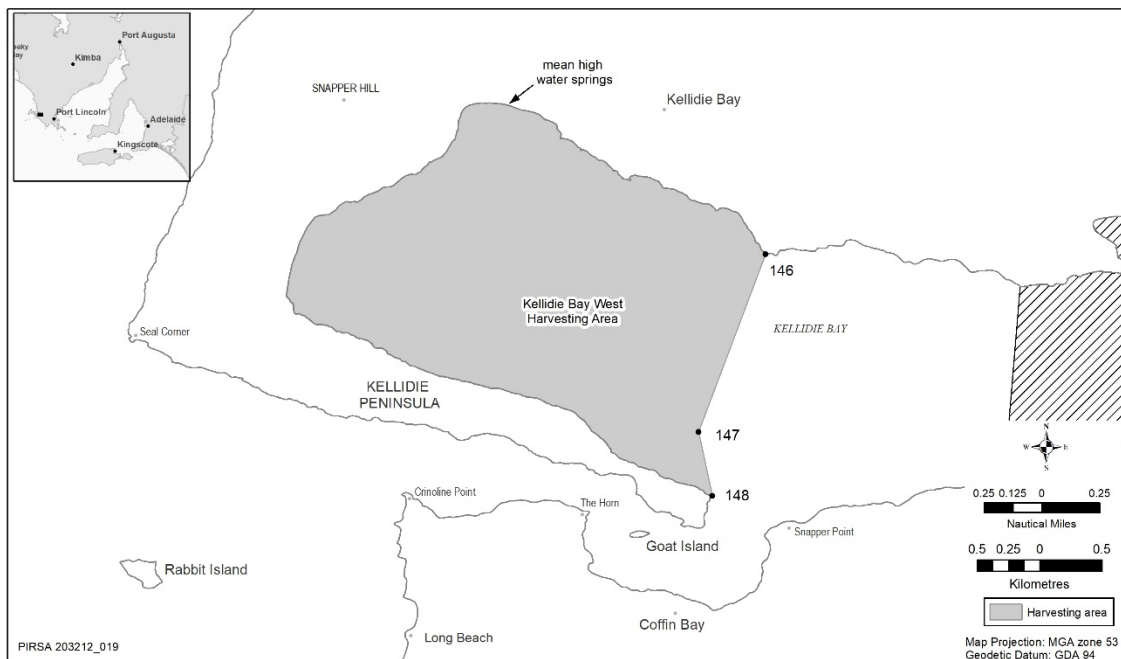 Port Augusta
Kimba
Port Lincoln
Adelaide
Kingscote
mean high
water springs
SNAPPER HILL
Kellidie Bay
146
Kellidie Bay West
Harvesting Area
KELLIDIE BAY
Seal Corner
KELLIDIE
PENINSULA
147
148
Crinoline Point
The Horn
Snapper Point
Goat Island
Rabbit Island
Coffin Bay
Long Beach
N
W E
S
0.25 0.125 0 0.25
Nautical Miles
0.5 0.25 0 0.5
Kilometres
Harvesting area
PIRSA 203212_019
Map Projection: MGA zone 53
Geodetic Datum: GDA 94